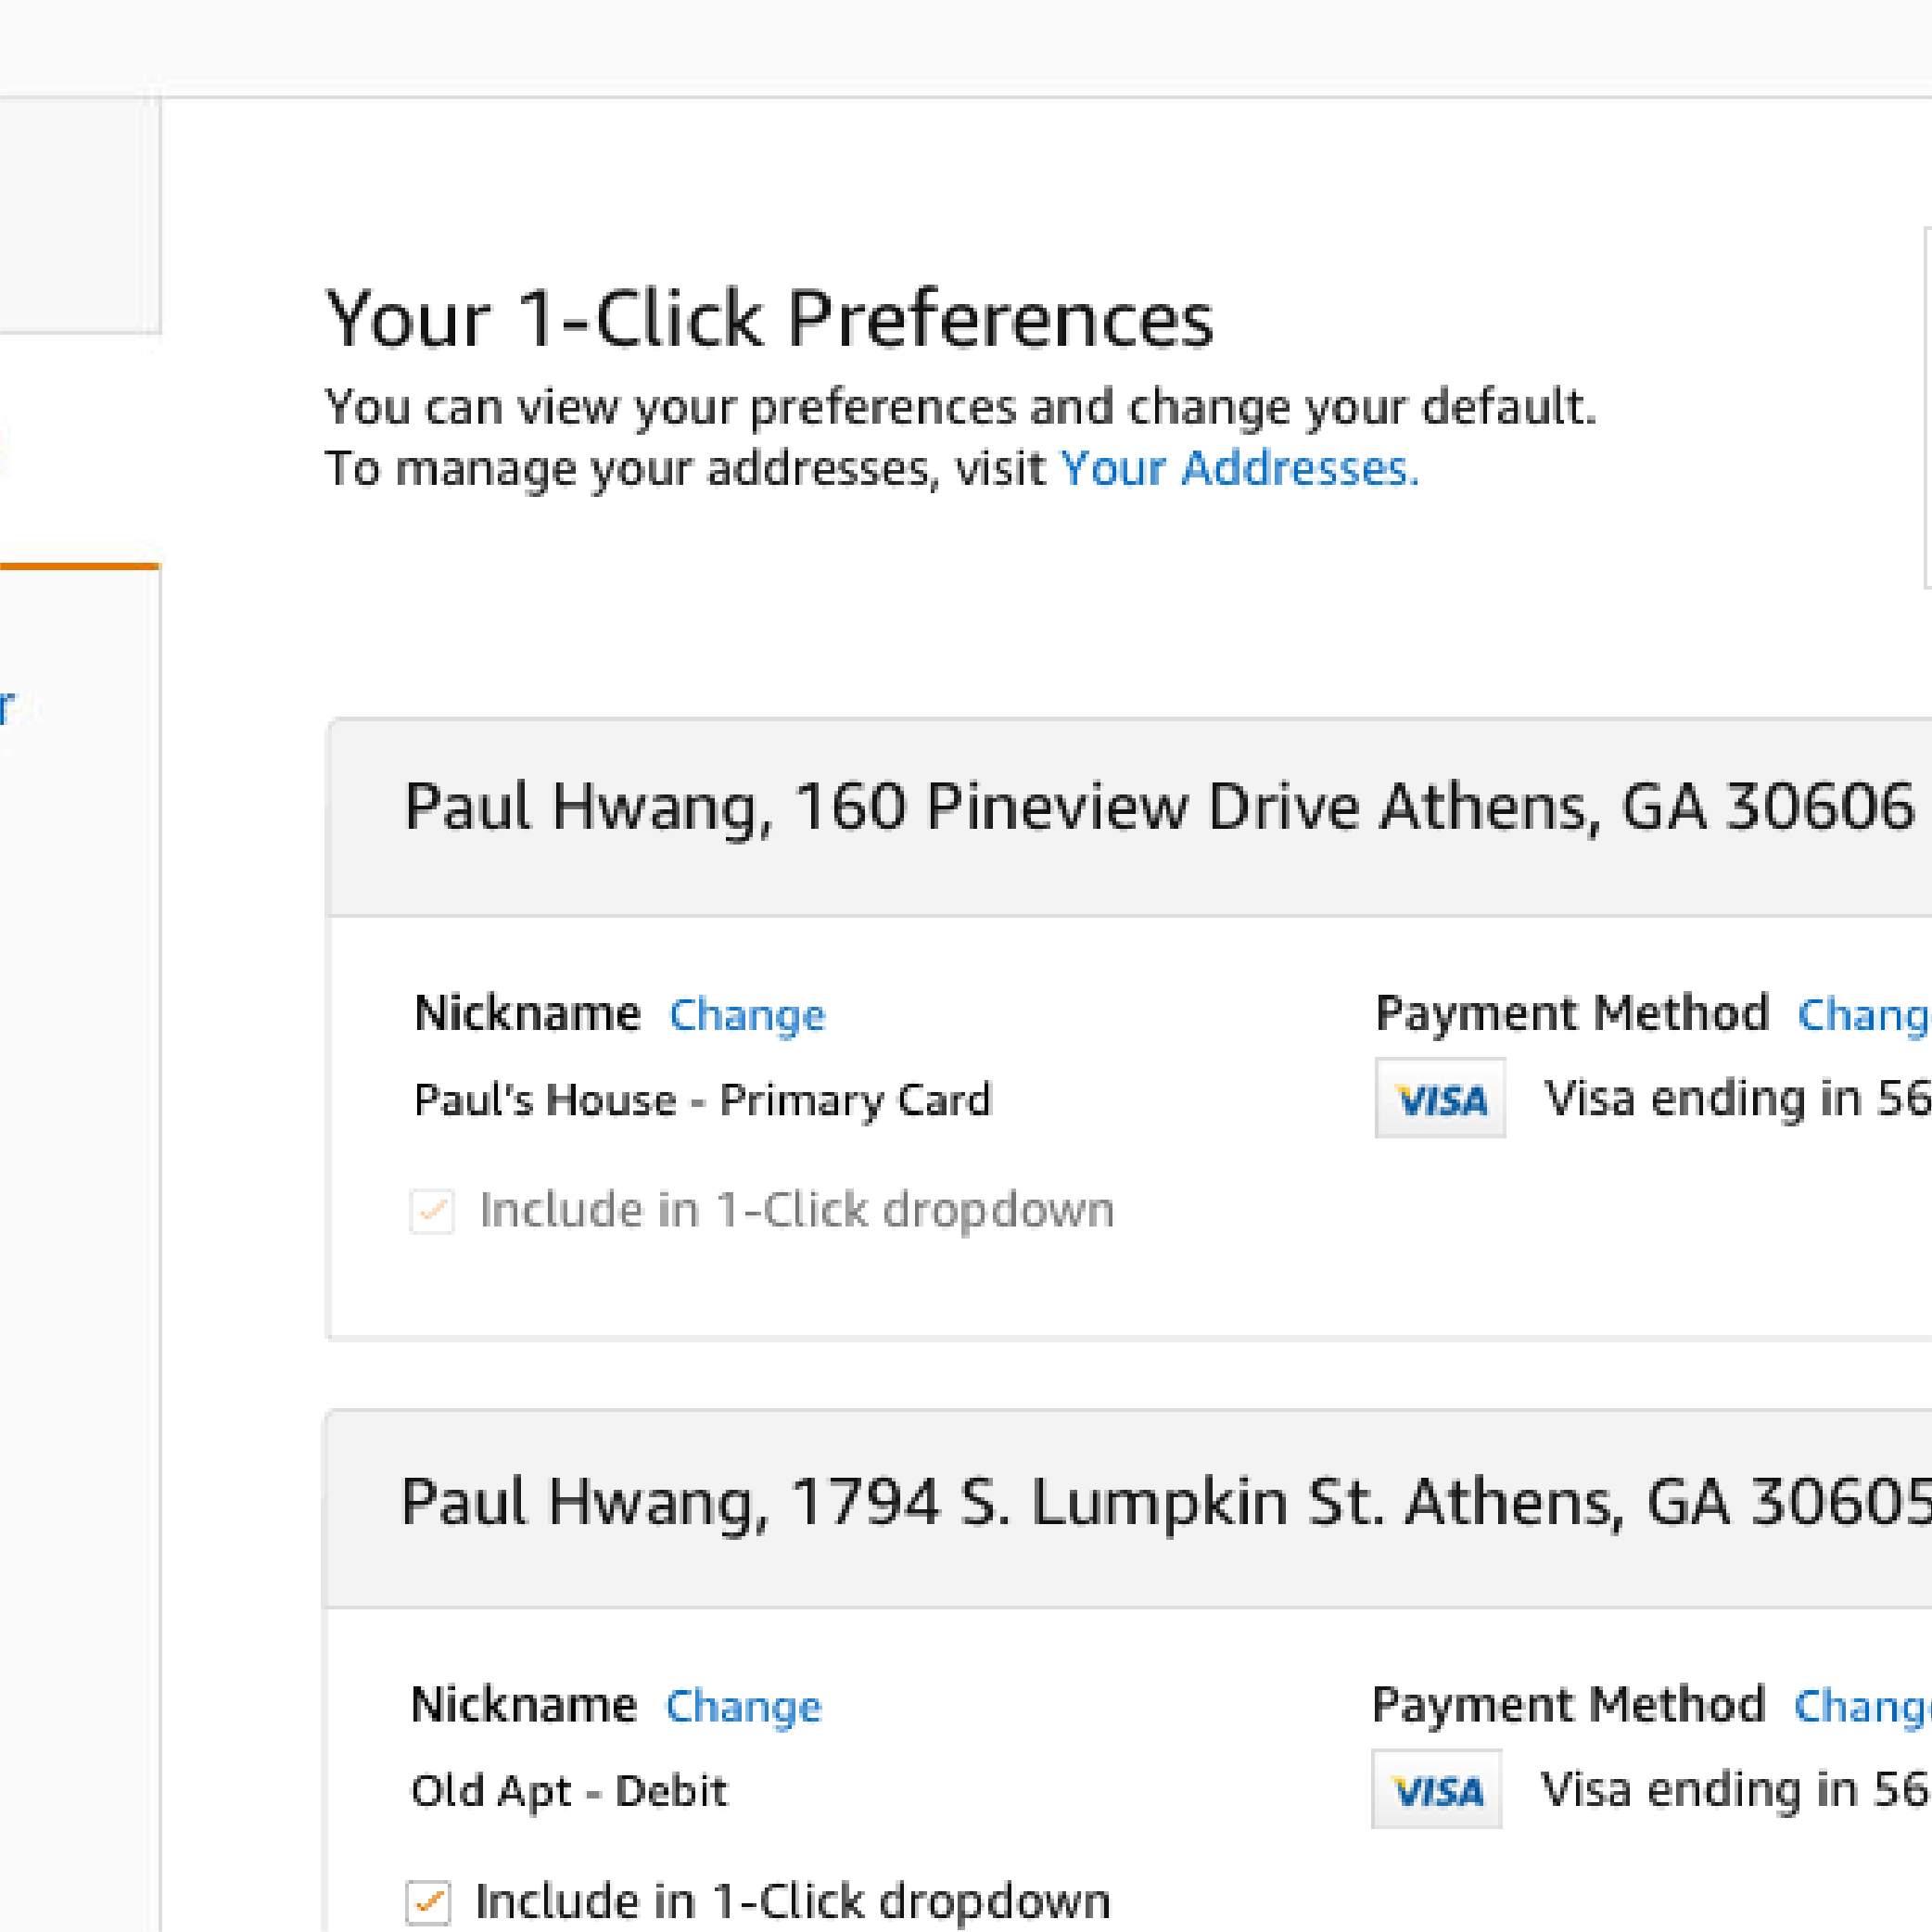 Your 1-Click Preferences
You can view your preferences and change your default.
To manage your addresses, visit Your Addresses.
r
Paul Hwang, 160 Pineview Drive Athens, GA 30606
Nickname Change Payment Method Chang
Paul's House - Primary Card VISA Visa ending in 56
Include in 1-Click dropdown
Paul Hwang, 1794 S. Lumpkin St. Athens, GA 30605
Nickname Change Payment Method Chang
Old Apt - Debit VISA Visa ending in 56
Include in 1-Click dropdown